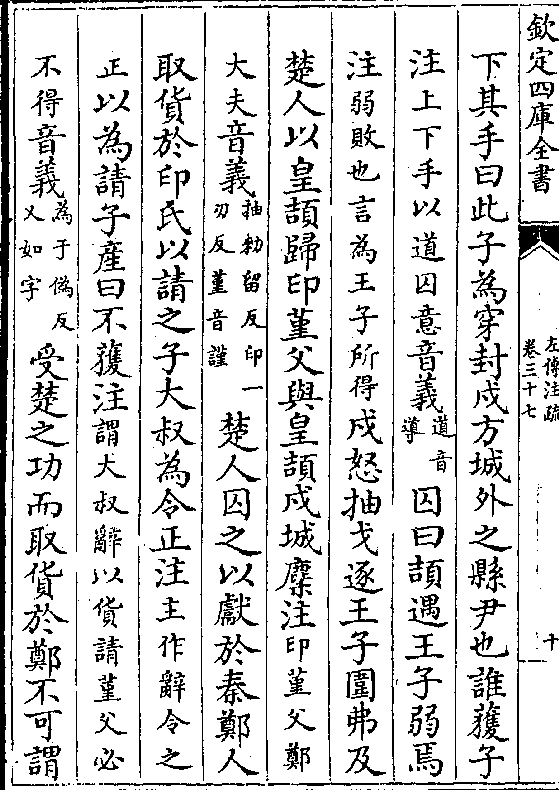 欽定四庫全書
左傳注疏
卷三十七
十
下其手曰此子為穿封戍方城外之縣尹也誰獲子
注上下手以道囚意音義道音導囚曰頡遇王子弱焉
注弱敗也言為王子所得戍怒抽戈逐王子圍弗及
楚人以皇頡歸印堇父與皇頡戍城麇注印堇父鄭
大夫音義抽勑留反印一刃反堇音謹楚人囚之以獻於秦鄭人
取貨於印氏以請之子大叔為令正注主作辭令之
正以為請子產曰不獲注謂大叔辭以貨請堇父必
不得音義為于偽反又如字受楚之功而取貨於鄭不可謂